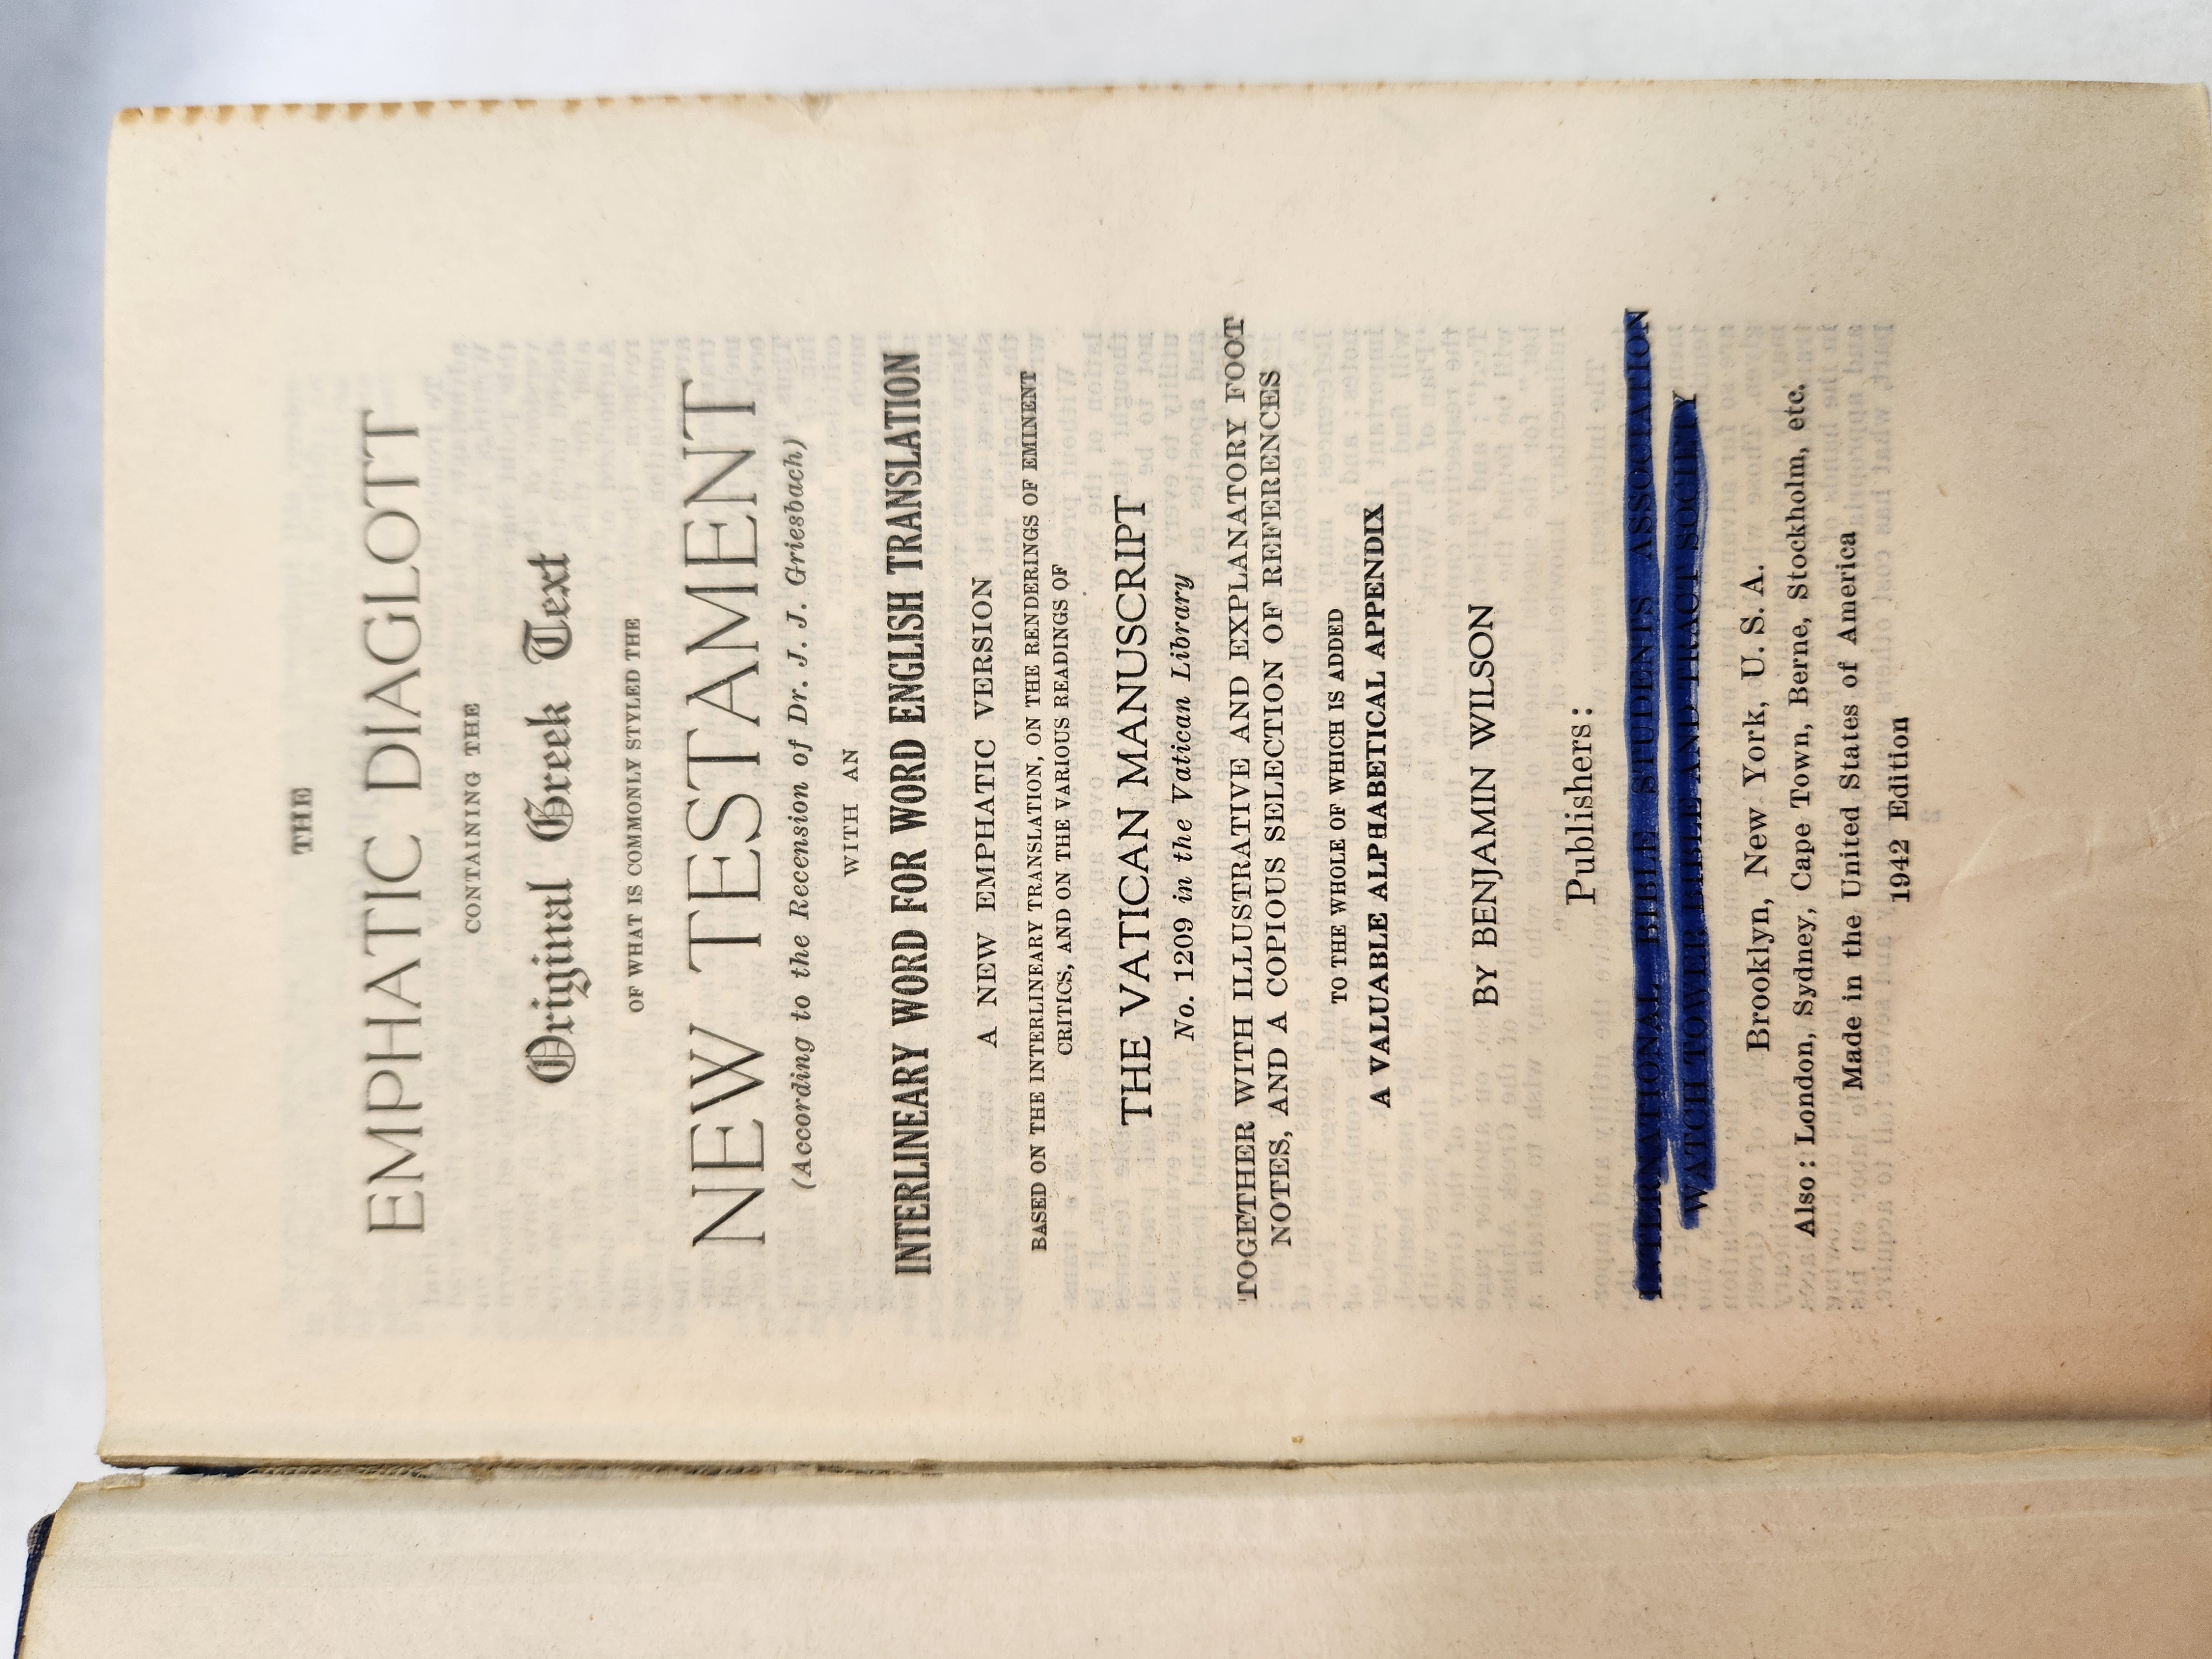 THE
EMPHATIC DIAGLOTT
CONTAINING THE
Original Greek Text
OF WHAT IS COMMONLY STYLED THE
NEW TESTAMENT
(According to the Recension of Dr. J. J. Griesbach)
WITH AN
INTERLINEARY WORD FOR WORD ENGLISH TRANSLATION
A NEW EMPHATIC VERSION
BASED ON THE INTERLINEARY TRANSLATION, ON THE RENDERINGS OF EMINENT
CRITICS, AND ON THE VARIOUS READINGS OF
THE VATICAN MANUSCRIPT
No. 1209 in the Vatican Library
TOGETHER WITH ILLUSTRATIVE AND EXPLANATORY FOOT
NOTES, AND A COPIOUS SELECTION OF REFERENCES
TO THE WHOLE OF WHICH IS ADDED
A VALUABLE ALPHABETICAL APPENDIX
BY BENJAMIN WILSON
Publishers:
INTERNATIONAL BIBLE STUDENTS ASSOCIATION
WATCH TOWER BIBLE AND TRACT SOCIETY
Brooklyn, New York, U. S. A.
Also: London, Sydney, Cape Town, Berne, Stockholm, etc.
Made in the United States of America
1942 Edition